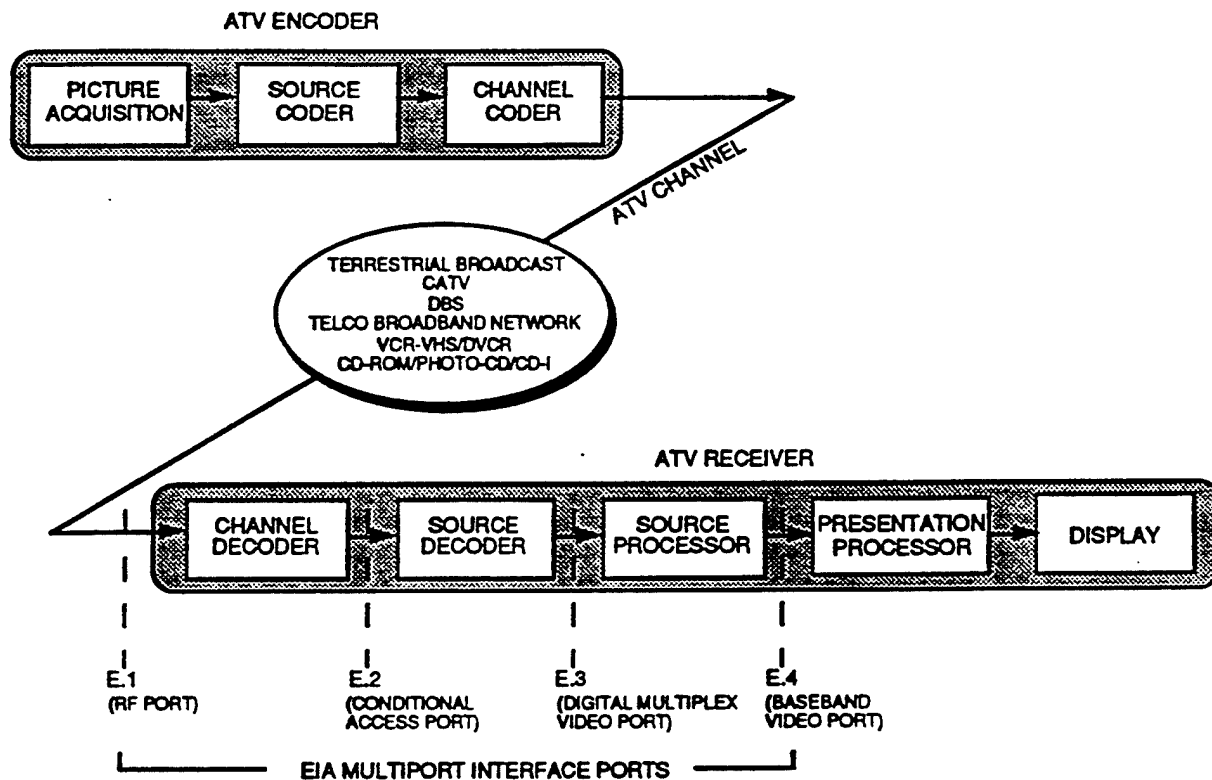 ATV ENCODER
PICTURE
ACQUISITION
SOURCE
CODER
CHANNEL
CODER
ATV CHANNEL
TERRESTRIAL BROADCAST
CATV
DBS
TELCO BROADBAND NETWORK
VCR-VHS/DVCR
CD-ROM/PHOTO-CD/CD-I
ATV RECEIVER
CHANNEL
DECODER
SOURCE
DECODER
SOURCE
PROCESSOR
PRESENTATION
PROCESSOR
DISPLAY
E.1
(RF PORT)
E.2
(CONDITIONAL
ACCESS PORT)
E.3
(DIGITAL MULTIPLEX
VIDEO PORT)
E.4
(BASEBAND
VIDEO PORT)
EIA MULTIPORT INTERFACE PORTS